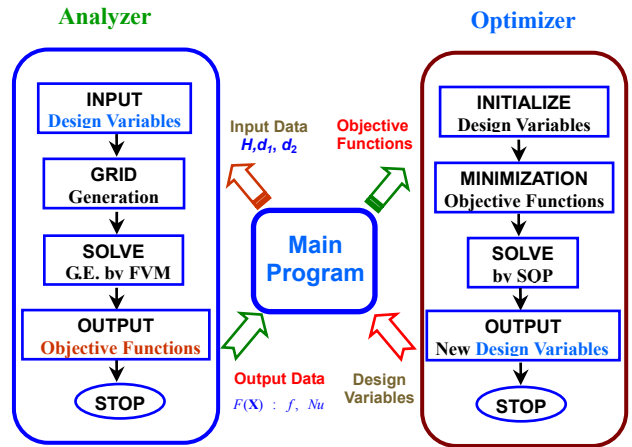 Analyzer
INPUT
Design Variables
GRID
Generation
SOLVE
G.E. by FVM
OUTPUT
Objective Functions
STOP
Input Data
H,d1, d2
Objective
Functions
Main
Program
Output Data
F(X) : f, Nu
Design
Variables
Optimizer
INITIALIZE
Design Variables
MINIMIZATION
Objective Functions
SOLVE
by SQP
OUTPUT
New Design Variables
STOP